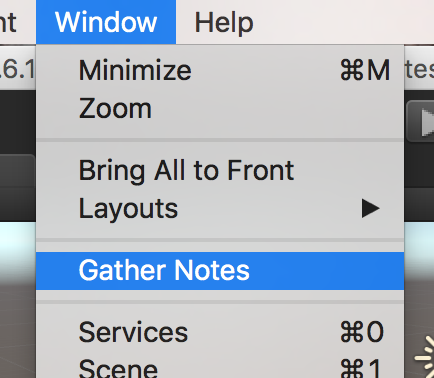 nt Window Help
.6.1 tes
Minimize ⌘M
Zoom
Bring All to Front
Layouts ▶
Gather Notes
Services ⌘0
Scene ⌘1